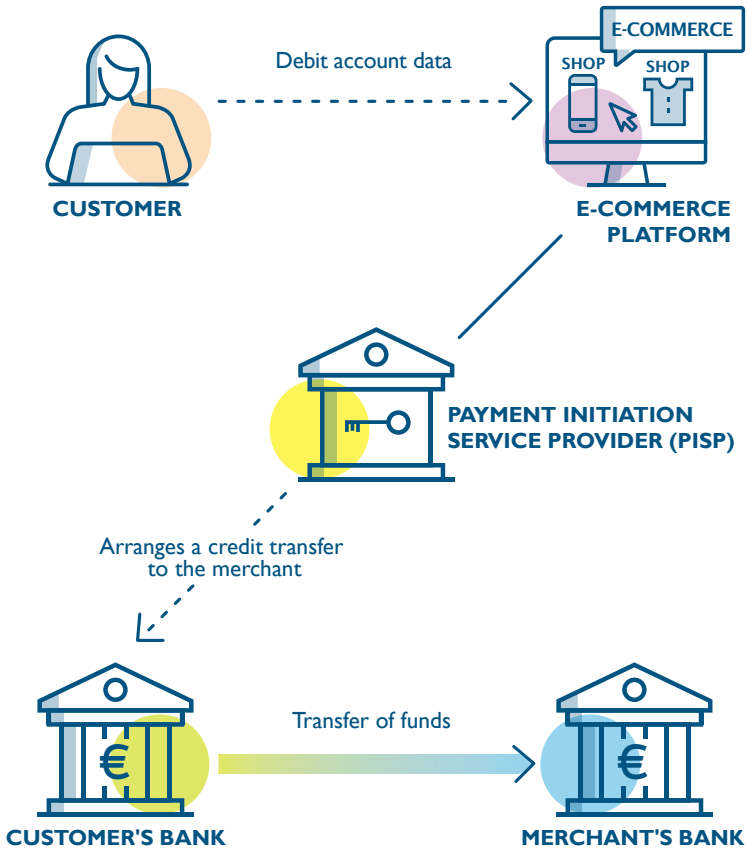 E-COMMERCE
SHOP
SHOP
Debit account data
CUSTOMER
E-COMMERCE
PLATFORM
PAYMENT INITIATION
SERVICE PROVIDER (PISP)
Arranges a credit transfer
to the merchant
Transfer of funds
€
€
CUSTOMER'S BANK
MERCHANT'S BANK